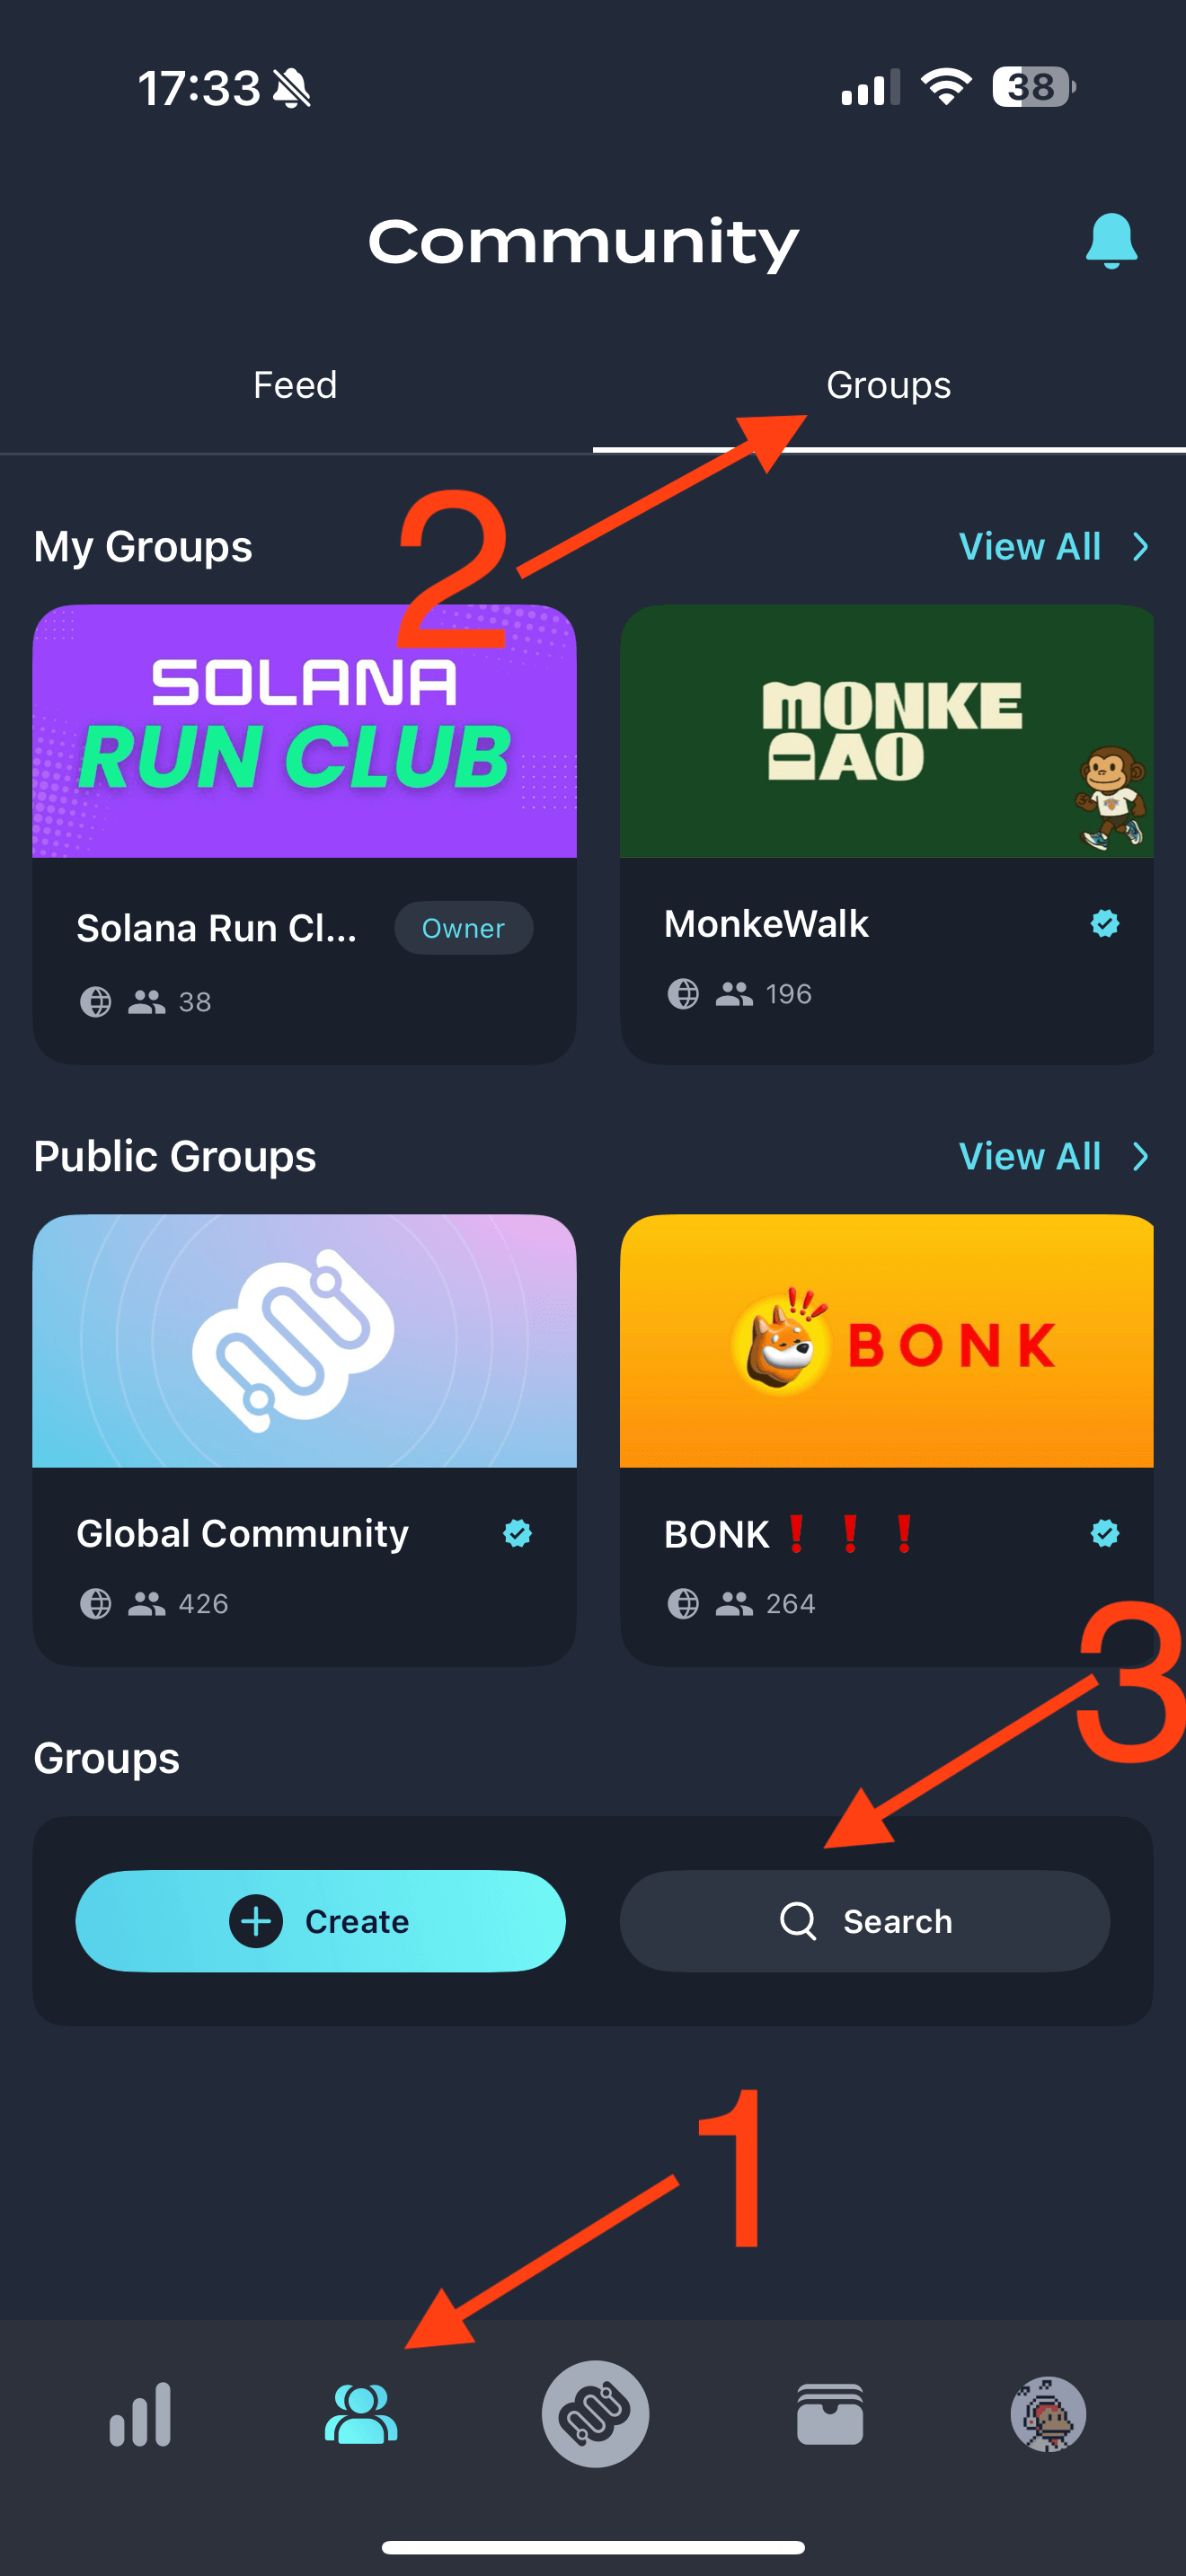 17:33
38
Community
Feed
Groups
2
My Groups
View All
SOLANA
RUN CLUB
MONKE
DAO
Solana Run Cl...
Owner
MonkeWalk
38
196
Public Groups
View All
BONK
Global Community
BONK❗❗❗
426
264
3
Groups
Create
Search
1